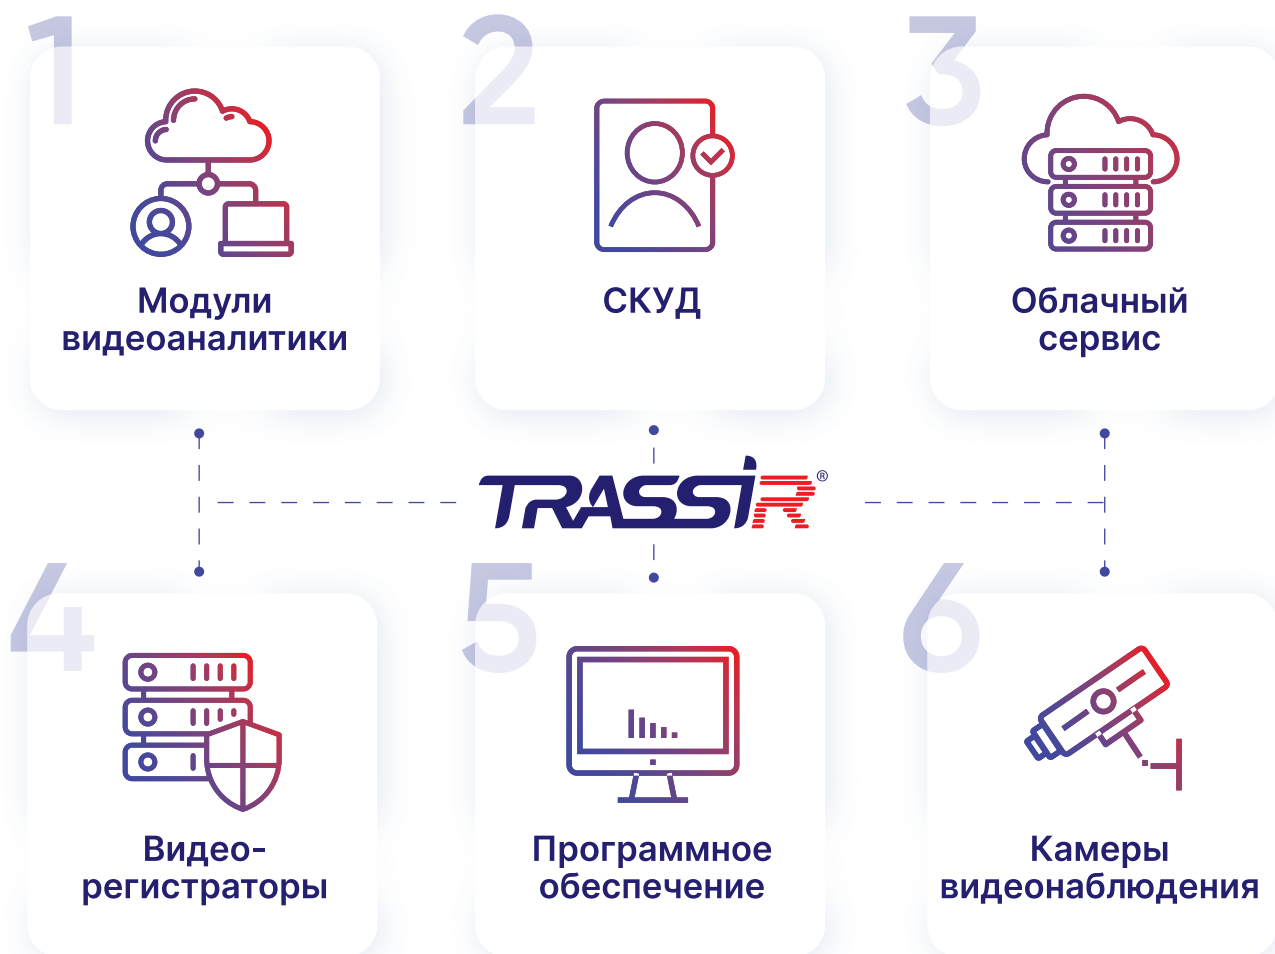 1
Модули
видеоаналитики
2
СКУД
3
Облачный
сервис
TRASSIR®
4
Видео-
регистраторы
5
Программное
обеспечение
6
Камеры
видеонаблюдения